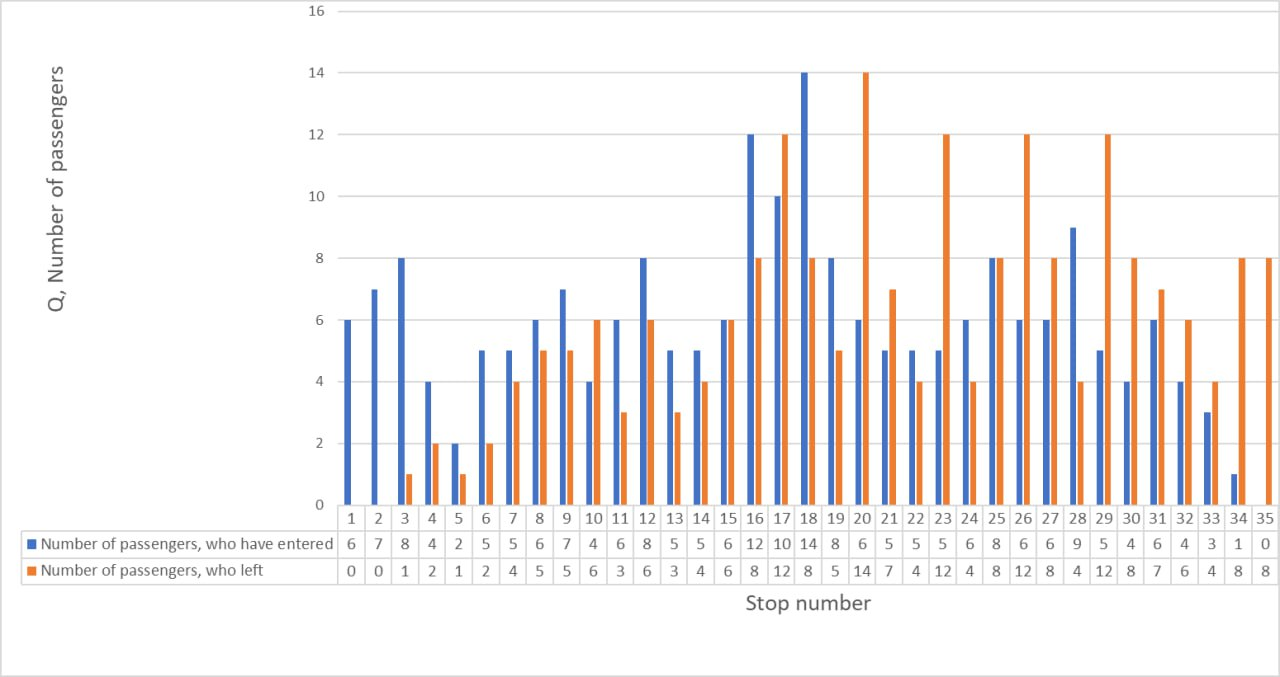 16
14
12
10
8
6
4
2
0
Q, Number of passengers
1 2 3 4 5 6 7 8 9 10 11 12 13 14 15 16 17 18 19 20 21 22 23 24 25 26 27 28 29 30 31 32 33 34 35
Number of passengers, who have entered 6 7 8 4 2 5 5 6 7 4 6 8 5 5 6 12 10 14 8 6 5 5 5 6 8 6 6 9 5 4 6 4 3 1 0
Number of passengers, who left 0 0 1 2 1 2 4 5 5 6 3 6 3 4 6 8 12 8 5 14 7 4 12 4 8 12 8 4 12 8 7 6 4 8 8
Stop number